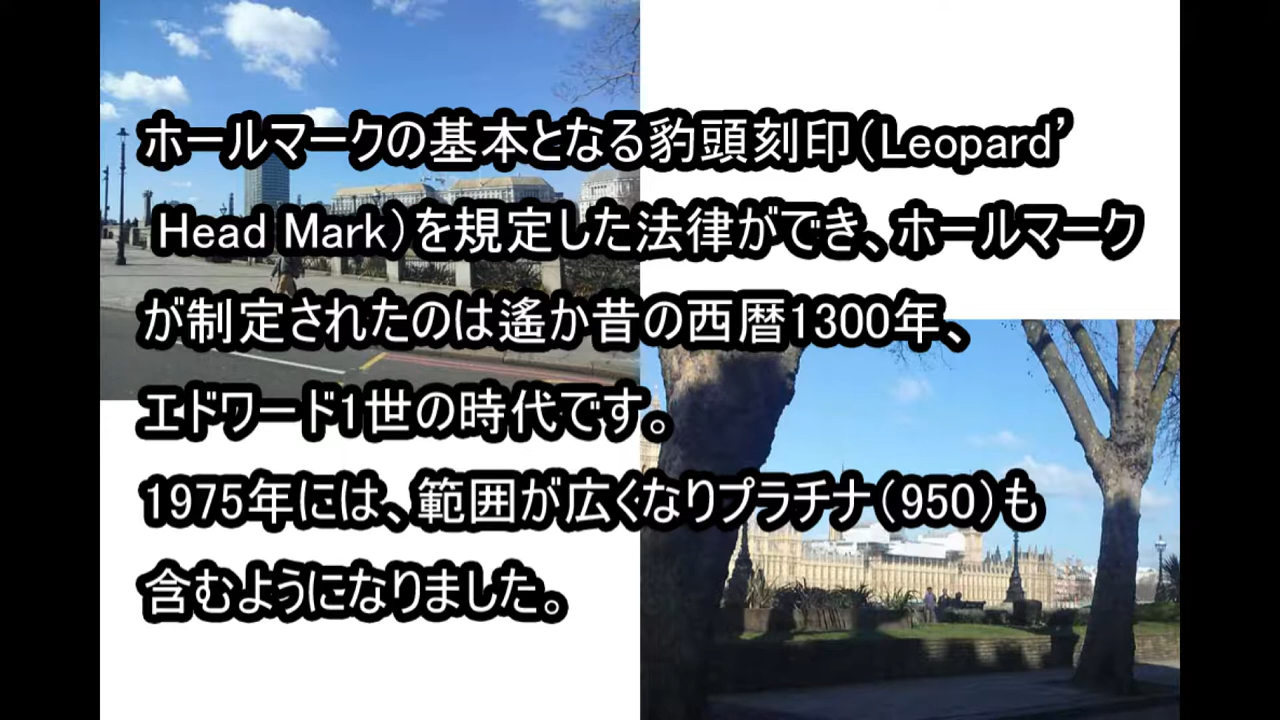 ホールマークの基本となる豹頭刻印（Leopard’
Head Mark）を規定した法律ができ、ホールマーク
が制定されたのは遙か昔の西暦1300年、
エドワード1世の時代です。
1975年には、範囲が広くなりプラチナ（950）も
含むようになりました。